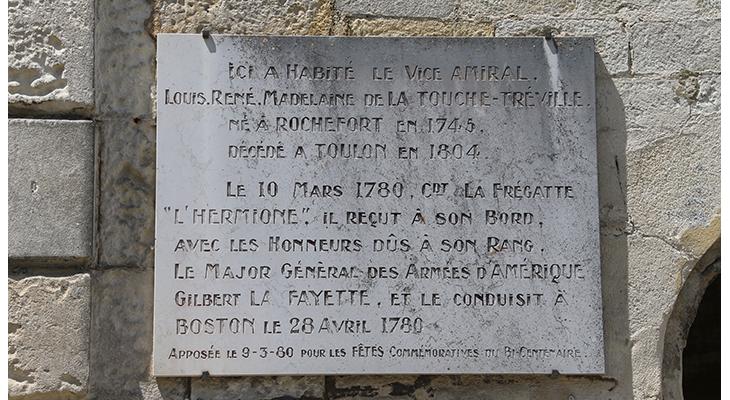 ICI A HABITÉ LE VICE AMIRAL.
LOUIS.RENÉ.MADELAINE DE LA TOUCHE-TRÉVILLE.
NÉ À ROCHEFORT EN 1745.
DÉCÉDÉ A TOULON EN 1804.
LE 10 MARS 1780, CDT LA FRÉGATTE
"L'HERMIONE", IL REÇUT À SON BORD,
AVEC LES HONNEURS DÛS À SON RANG,
LE MAJOR GÉNÈRAL DES ARMÉES D'AMÉRIQUE
GILBERT LA FAYETTE, ET LE CONDUISIT À
BOSTON LE 28 AVRIL 1780
APPOSÉE LE 9-3-80 POUR LES FÊTES COMMÉMORATIVES DU BI-CENTENAIRE.